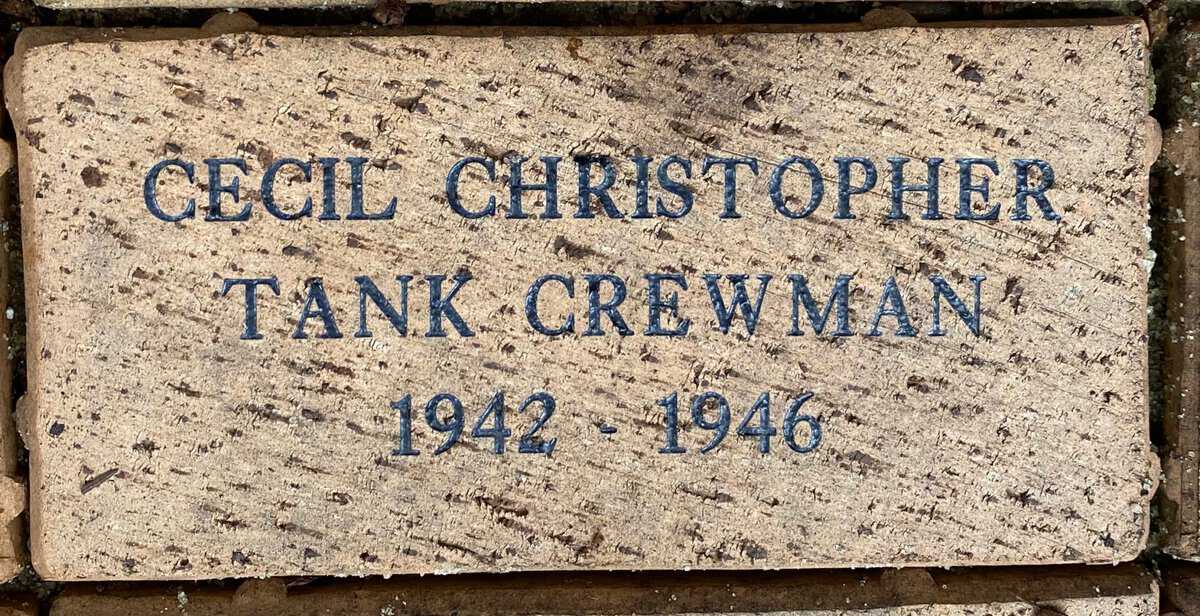 CECIL CHRISTOPHER
TANK CREWMAN
1942 - 1946